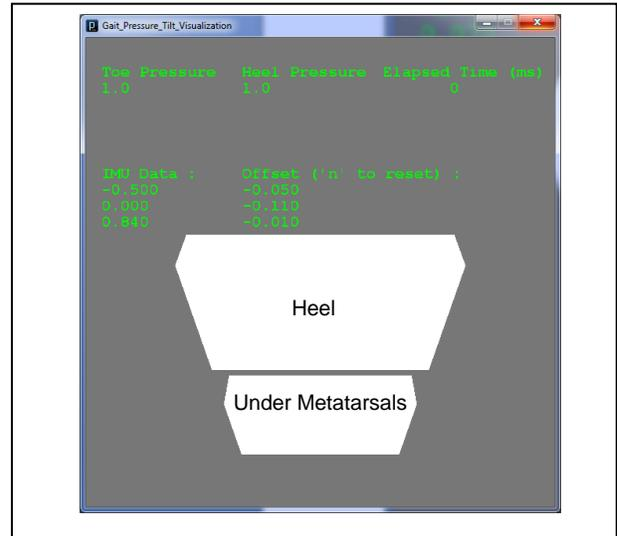 Gait_Pressure_Tilt_Visualization
Toe Pressure Heel Pressure Elapsed Time (ms)
1.0 1.0 0
IMU Data : Offset ('n' to reset) :
-0.500 -0.050
0.000 -0.110
0.840 -0.010
Heel
Under Metatarsals